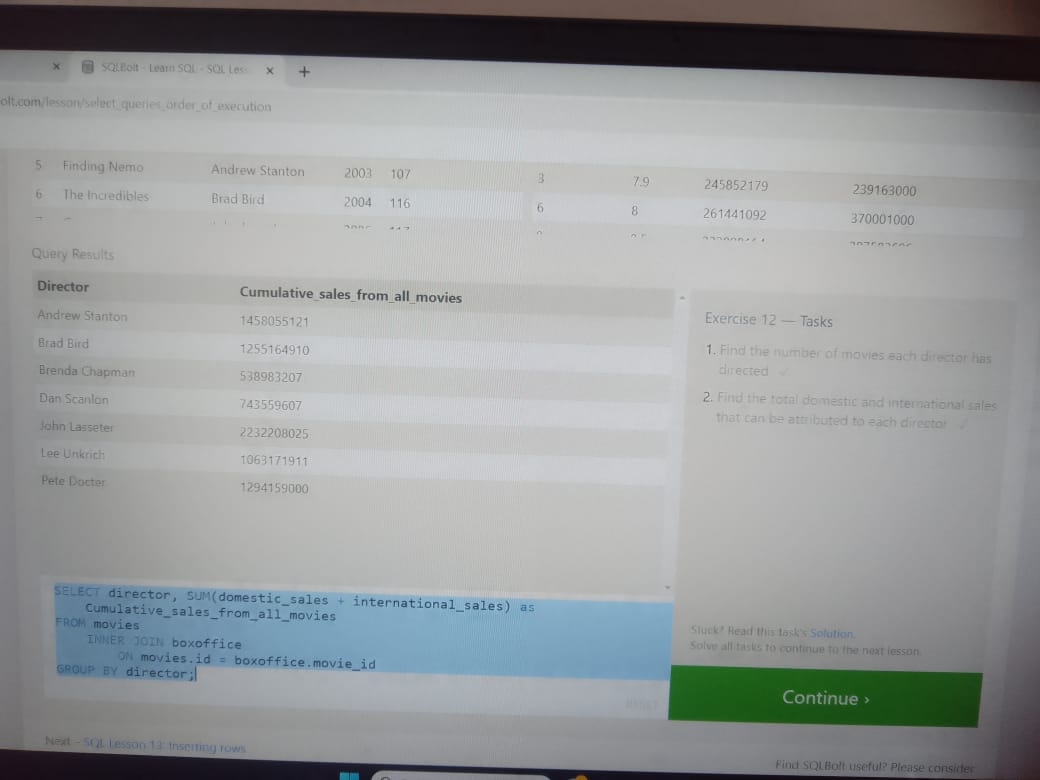 SQLBolt - Learn SQL - SQL Les
olt.com/lesson/select_queries_order_of_execution
5 Finding Nemo Andrew Stanton 2003 107 3 7.9 245852179 239163000
6 The Incredibles Brad Bird 2004 116 6 8 261441092 370001000
Query Results
Director Cumulative_sales_from_all_movies
Andrew Stanton 1458055121
Brad Bird 1255164910
Brenda Chapman 538983207
Dan Scanlon 743559607
John Lasseter 2232208025
Lee Unkrich 1063171911
Pete Docter 1294159000
Exercise 12 — Tasks
1. Find the number of movies each director has
directed ✓
2. Find the total domestic and international sales
that can be attributed to each director ✓
SELECT director, SUM(domestic_sales + international_sales) as
Cumulative_sales_from_all_movies
FROM movies
INNER JOIN boxoffice
ON movies.id = boxoffice.movie_id
GROUP BY director;
RESET
Stuck? Read this task's Solution.
Solve all tasks to continue to the next lesson.
Continue ›
Next – SQL Lesson 13: Inserting rows
Find SQLBolt useful? Please consider